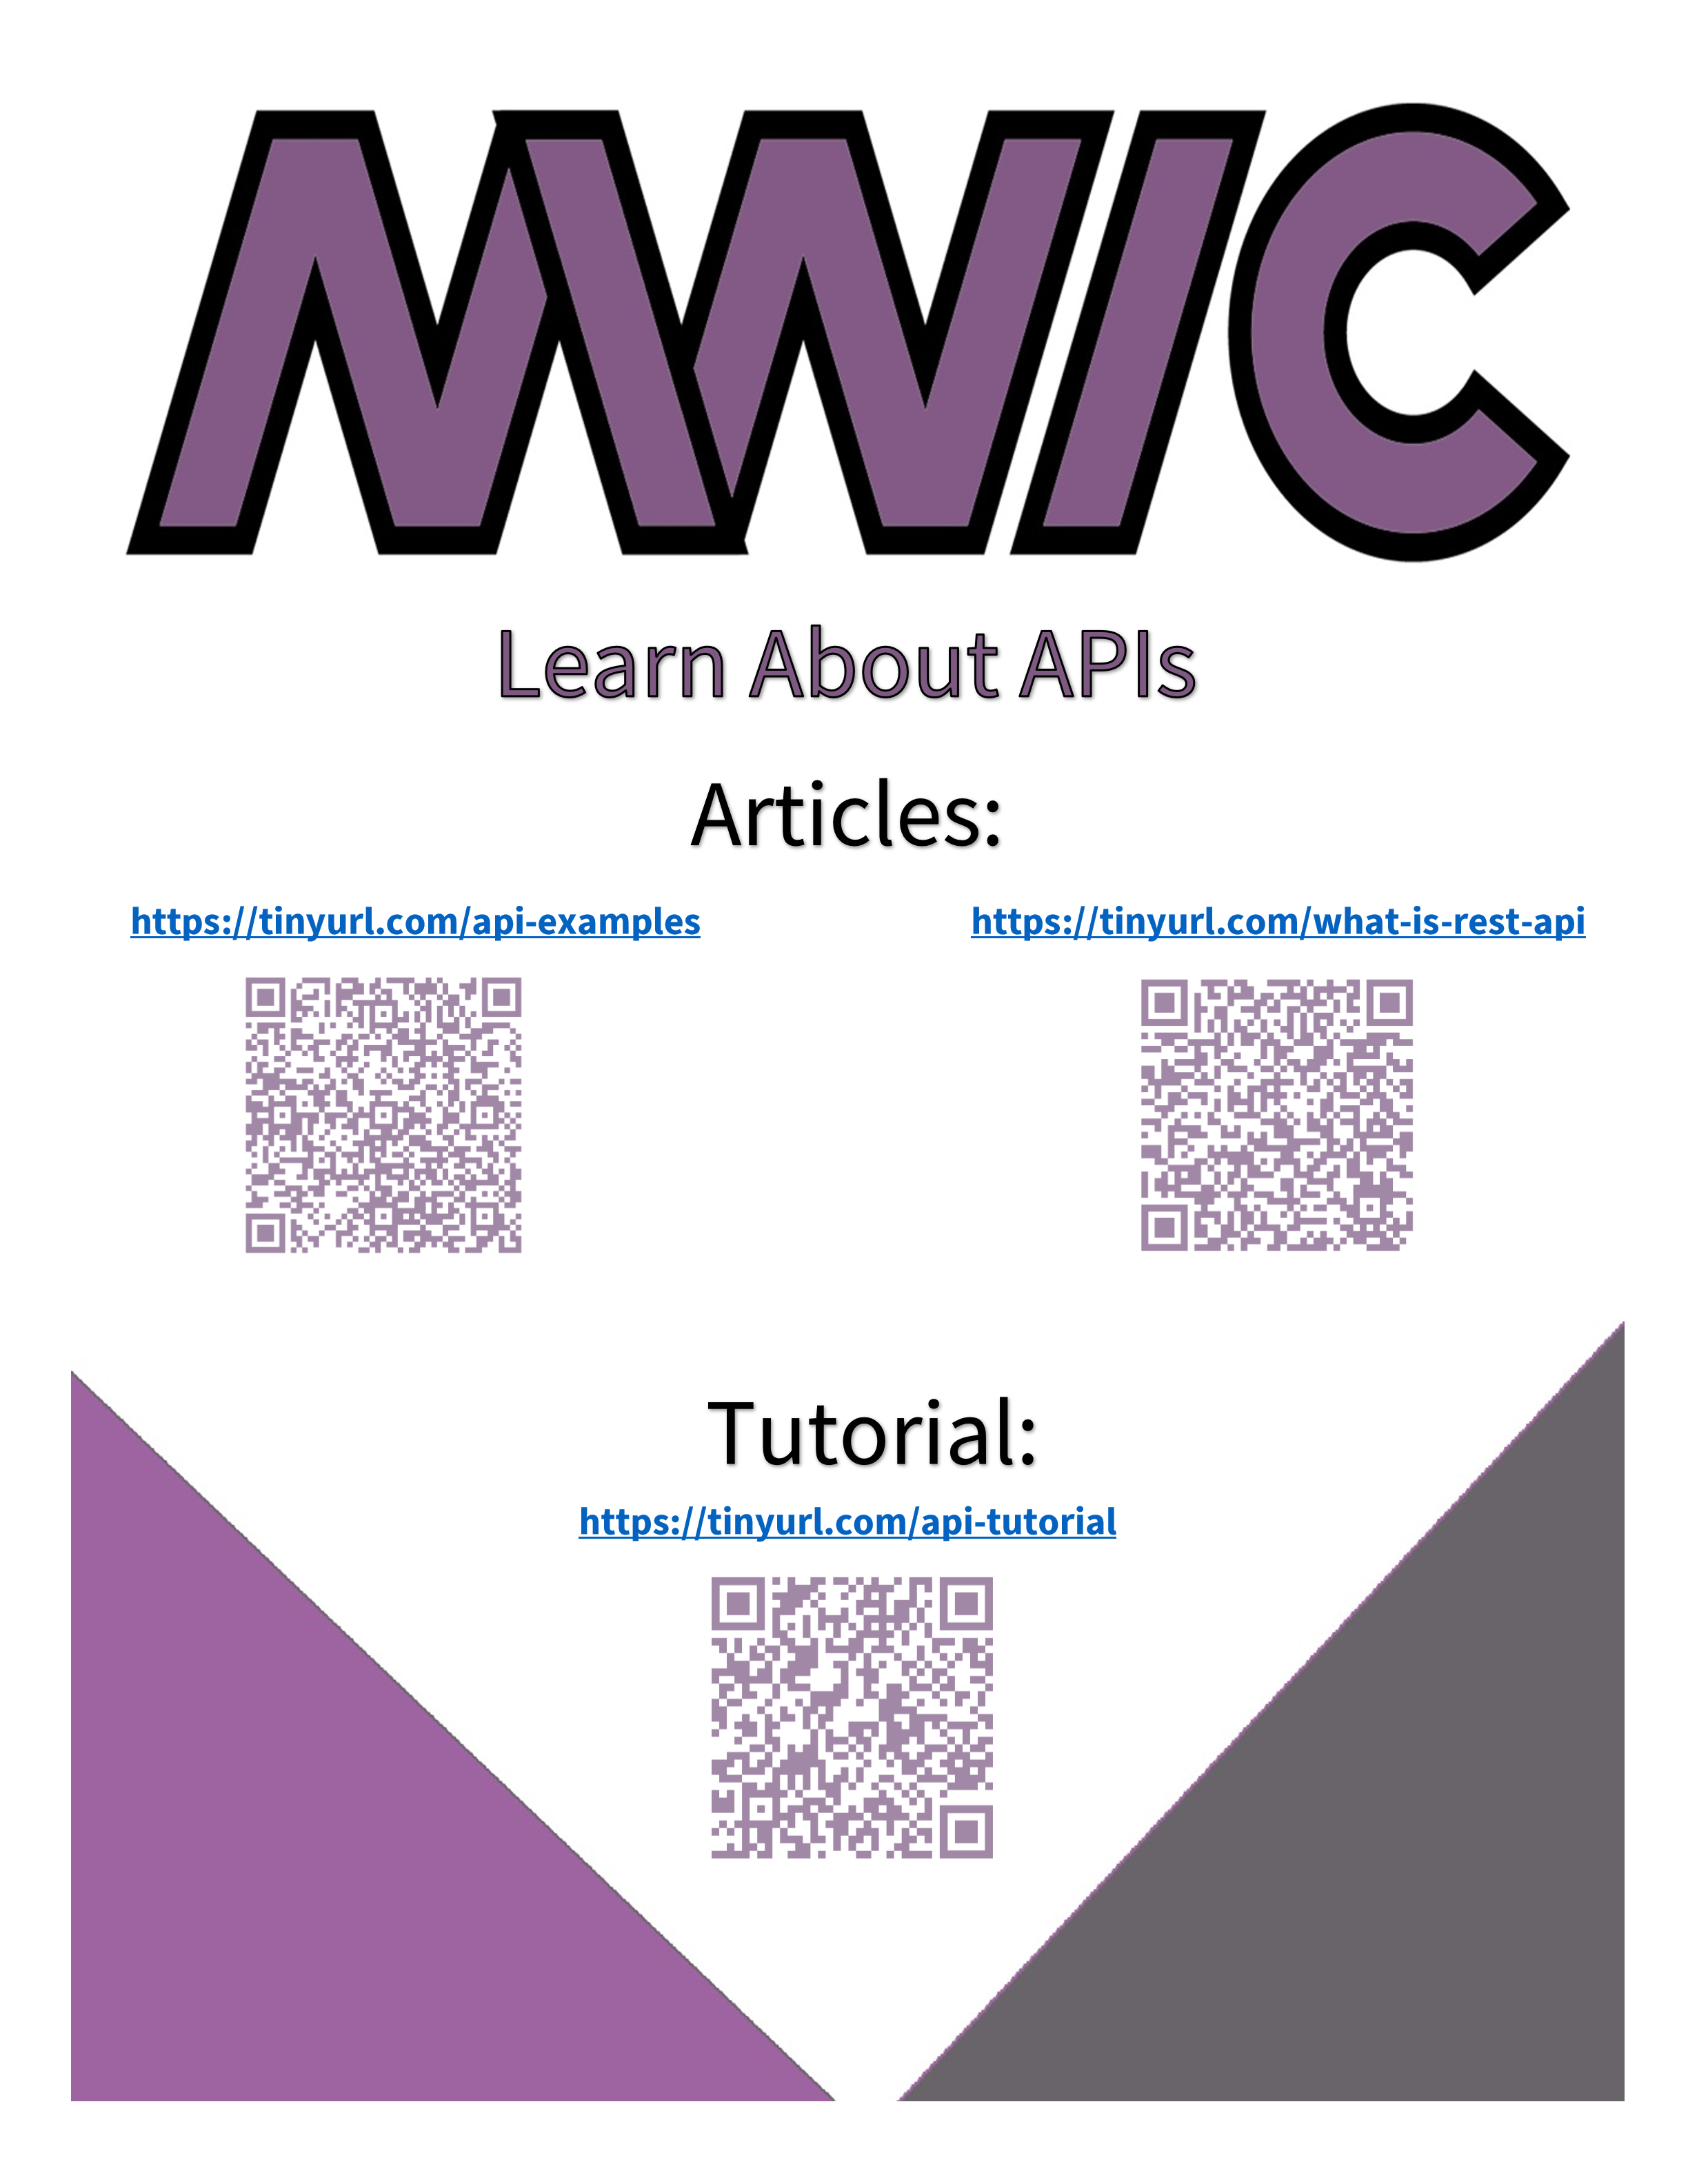 MWIC
Learn About APIs
Articles:
https://tinyurl.com/api-examples
https://tinyurl.com/what-is-rest-api
Tutorial:
https://tinyurl.com/api-tutorial